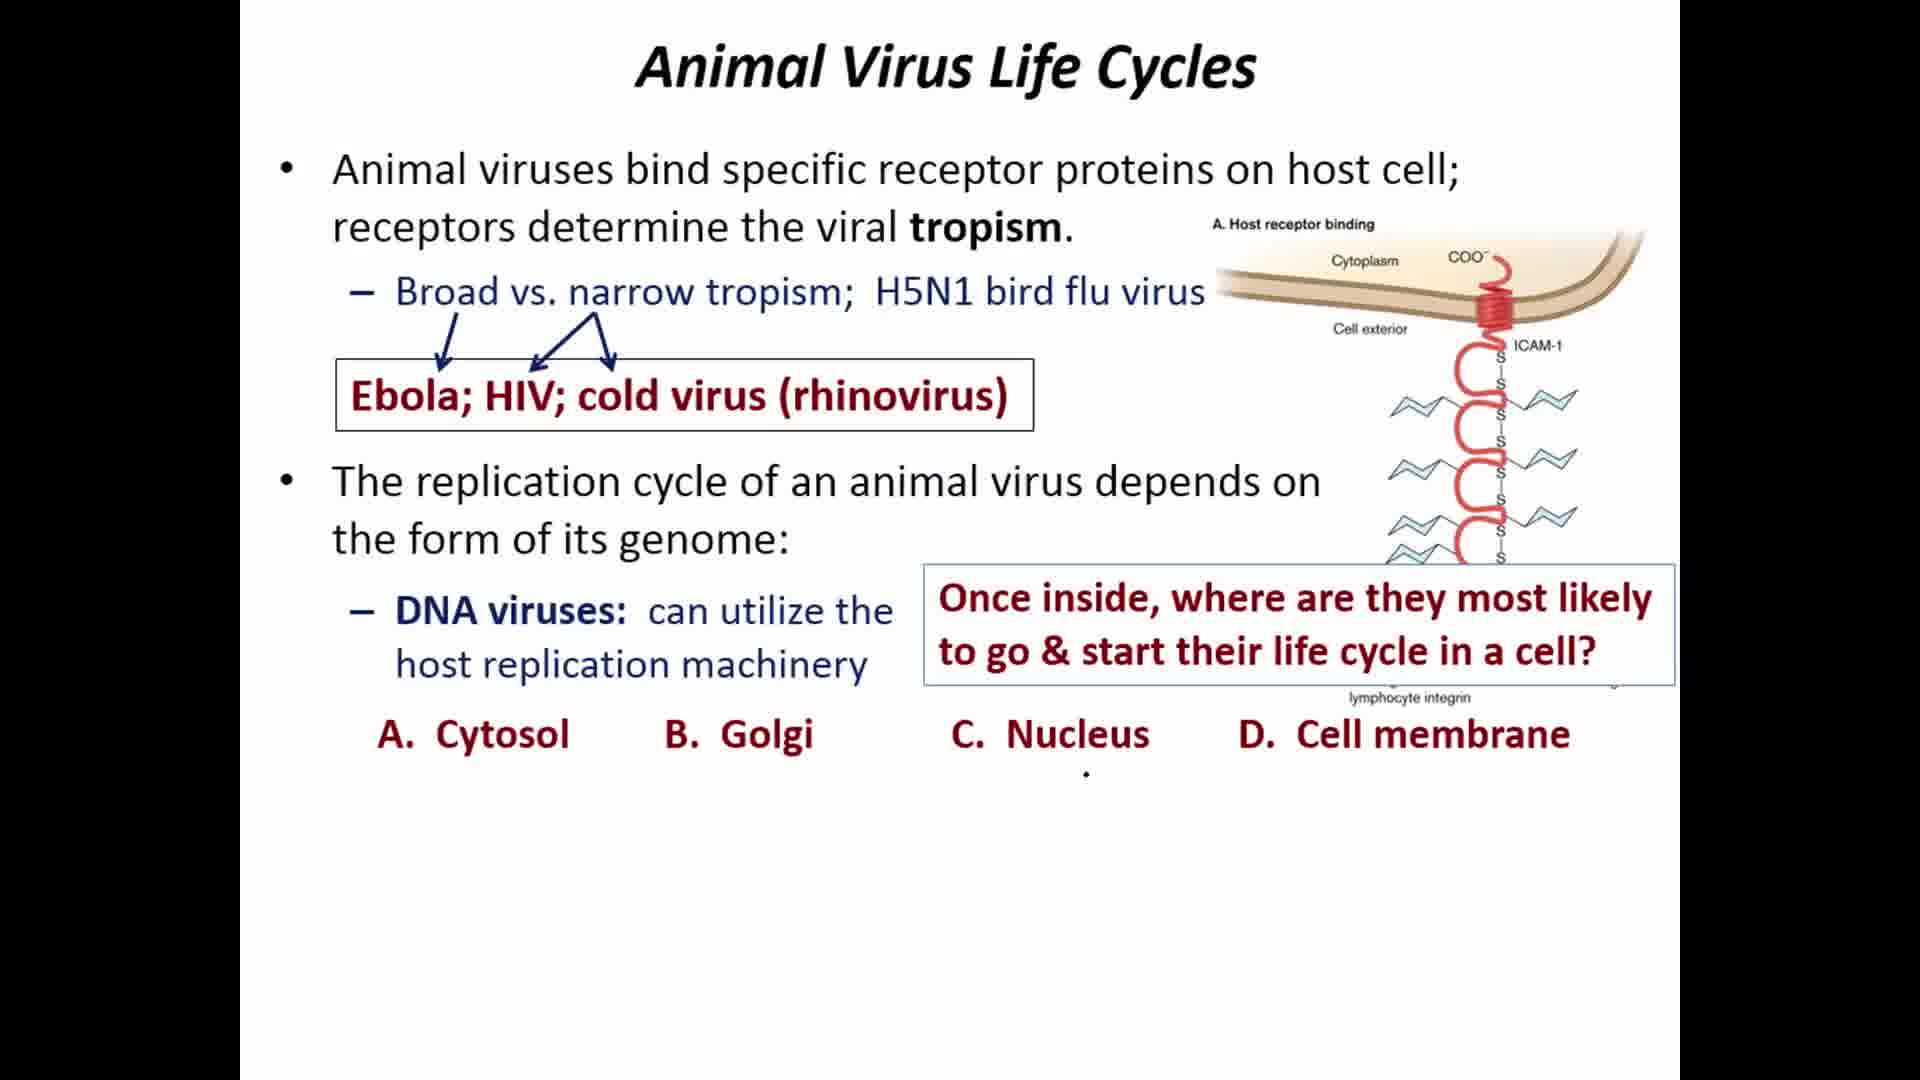 Animal Virus Life Cycles
• Animal viruses bind specific receptor proteins on host cell;
receptors determine the viral tropism.
– Broad vs. narrow tropism; H5N1 bird flu virus
Ebola; HIV; cold virus (rhinovirus)
A. Host receptor binding
Cytoplasm
COO⁻
Cell exterior
ICAM-1
S
S
S
S
S
S
S
S
• The replication cycle of an animal virus depends on
the form of its genome:
– DNA viruses: can utilize the
host replication machinery
Once inside, where are they most likely
to go & start their life cycle in a cell?
lymphocyte integrin
A. Cytosol B. Golgi C. Nucleus D. Cell membrane